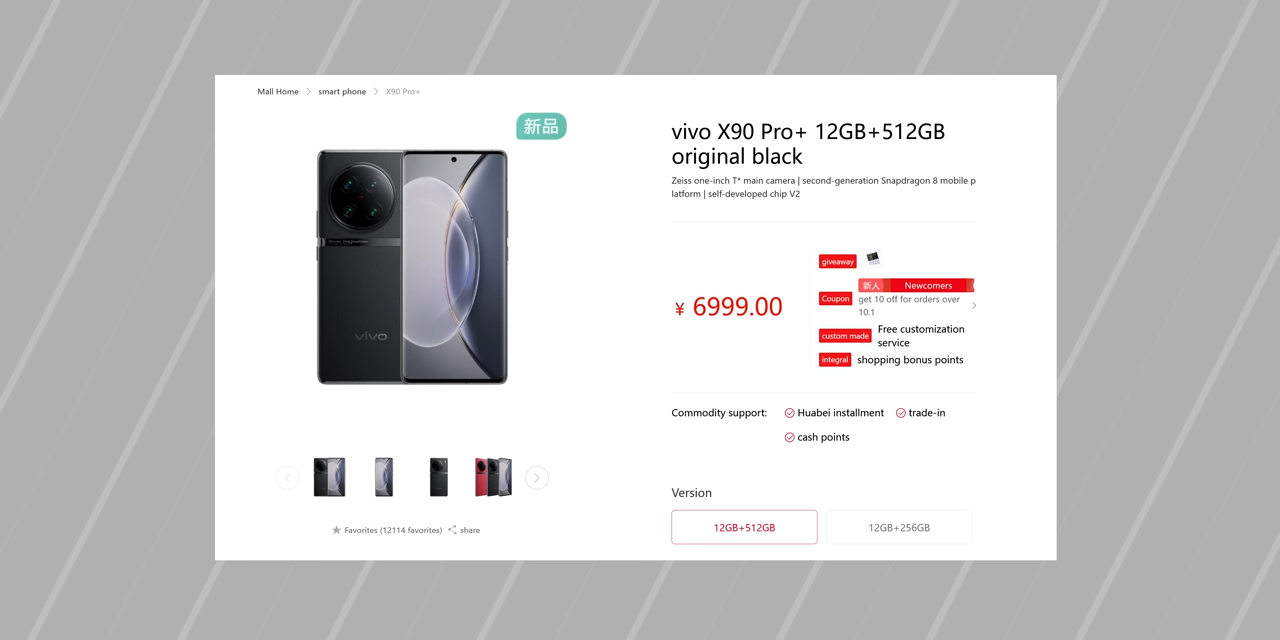 Mall Home > smart phone > X90 Pro+
新品
vivo X90 Pro+ 12GB+512GB
original black
Zeiss one-inch T* main camera | second-generation Snapdragon 8 mobile p
latform | self-developed chip V2
¥ 6999.00
giveaway
Coupon 新人 Newcomers
get 10 off for orders over
10.1
custom made Free customization
service
integral shopping bonus points
vivo
Commodity support: Huabei installment trade-in
cash points
Version
12GB+512GB 12GB+256GB
Favorites (12114 favorites) share